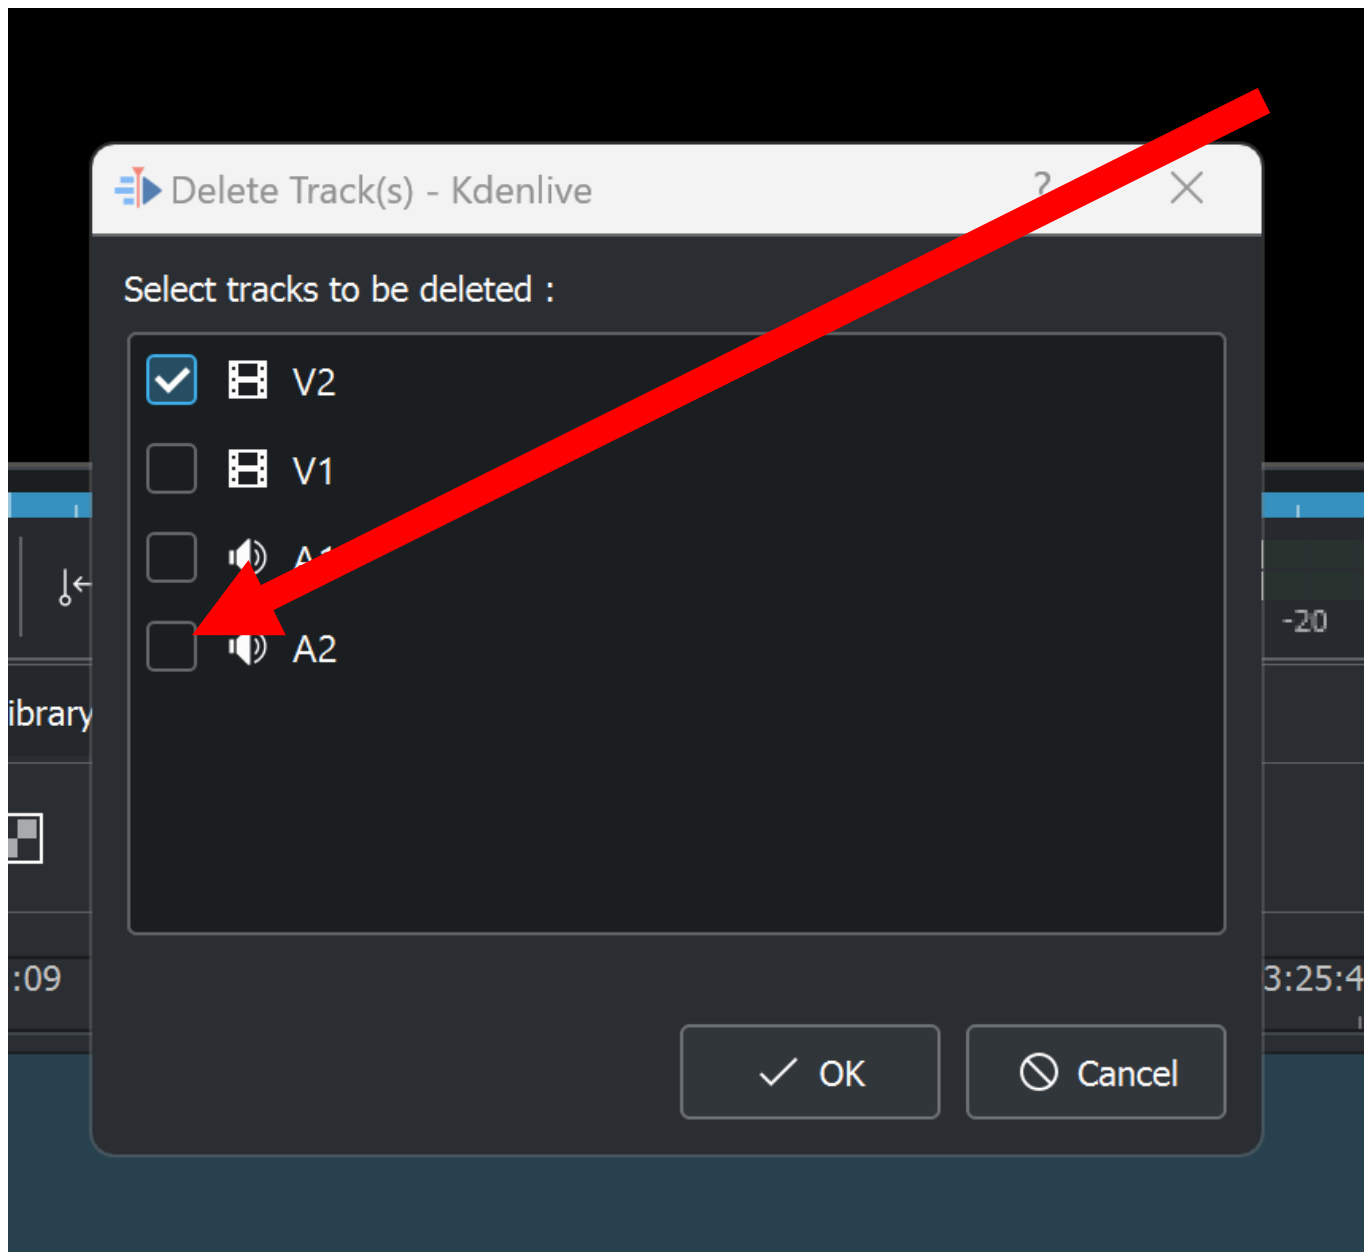 Delete Track(s) - Kdenlive
?
Select tracks to be deleted :
V2
V1
A1
-20
A2
ibrary
:09
3:25:4
OK
Cancel